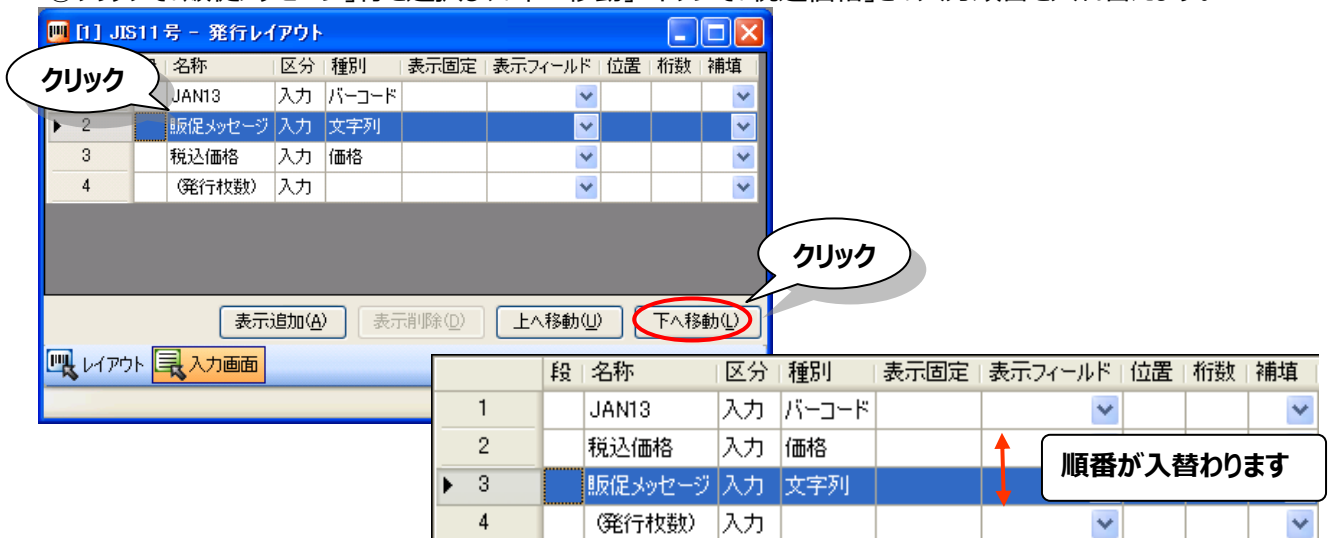 [1] JIS11号 - 発行レイアウト
名称 区分 種別 表示固定 表示フィールド 位置 桁数 補填
クリック
JAN13 入力 バーコード
2 販促メッセージ 入力 文字列
3 税込価格 入力 価格
4 (発行枚数) 入力
クリック
表示追加(A) 表示削除(D) 上へ移動(U) 下へ移動(L)
レイアウト 入力画面
段 名称 区分 種別 表示固定 表示フィールド 位置 桁数 補填
1 JAN13 入力 バーコード
2 税込価格 入力 価格
順番が入替わります
3 販促メッセージ 入力 文字列
4 (発行枚数) 入力